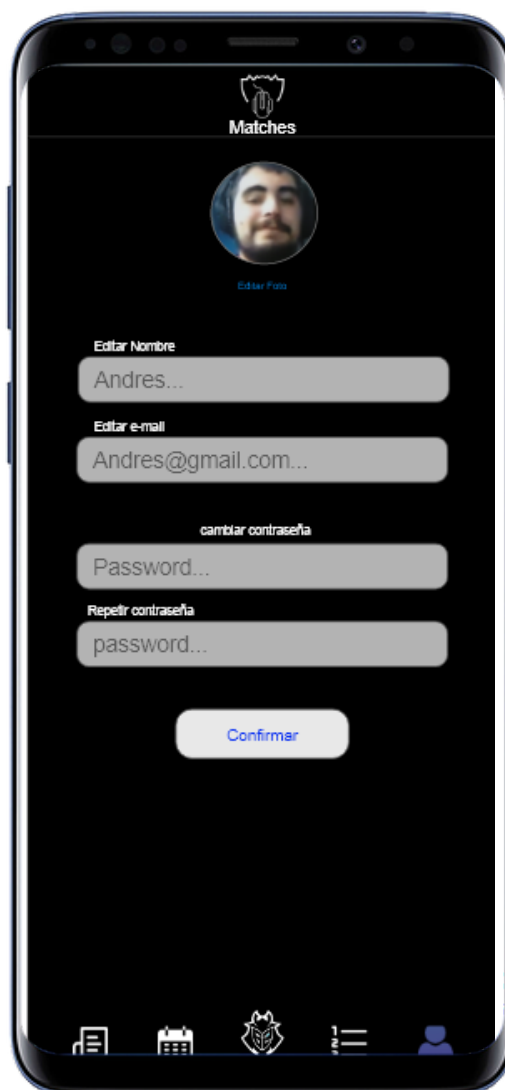 Matches
Editar Foto
Editar Nombre
Andres...
Editar e-mail
Andres@gmail.com...
cambiar contraseña
Password...
Repetir contraseña
password...
Confirmar